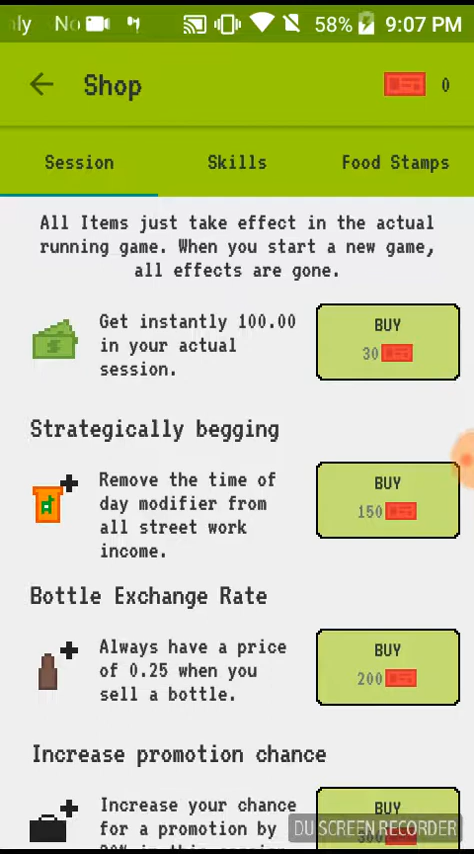 nly No 58% 9:07 PM
Shop 0
Session Skills Food Stamps
All Items just take effect in the actual
running game. When you start a new game,
all effects are gone.
Get instantly 100.00
in your actual
session.
BUY
30
Strategically begging
Remove the time of
day modifier from
all street work
income.
BUY
150
Bottle Exchange Rate
Always have a price
of 0.25 when you
sell a bottle.
BUY
200
Increase promotion chance
Increase your chance
for a promotion by
BUY
DU SCREEN RECORDER